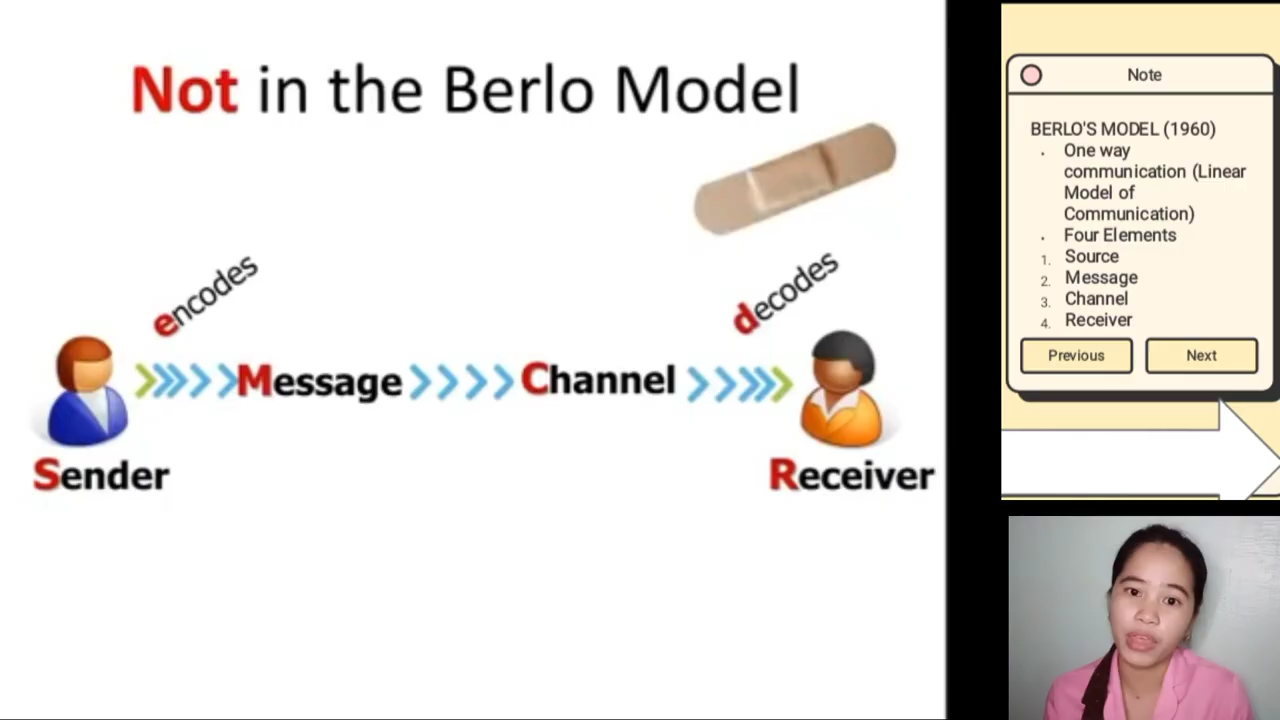 Not in the Berlo Model
encodes
decodes
Message
Channel
Sender
Receiver
Note
BERLO'S MODEL (1960)
· One way
communication (Linear
Model of
Communication)
· Four Elements
1. Source
2. Message
3. Channel
4. Receiver
Previous
Next